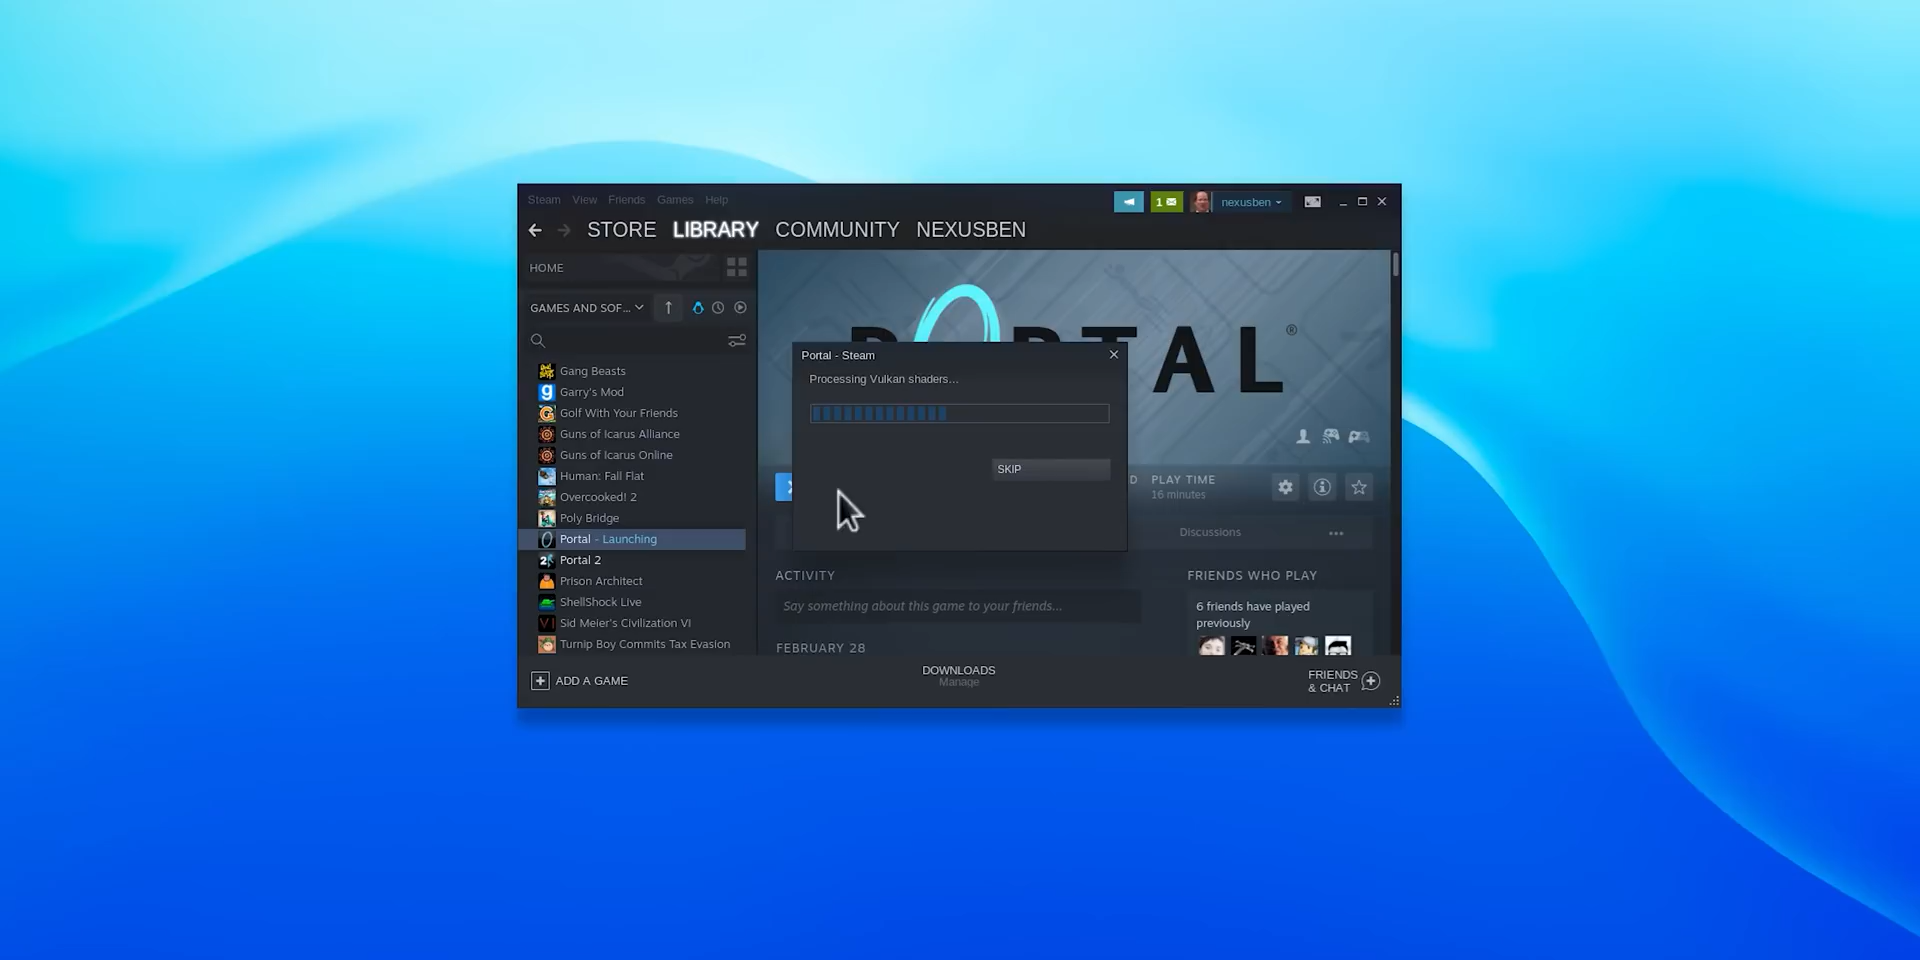 Steam View Friends Games Help
1
nexusben
STORE LIBRARY COMMUNITY NEXUSBEN
HOME
GAMES AND SOF...
Gang Beasts
Garry's Mod
Golf With Your Friends
Guns of Icarus Alliance
Guns of Icarus Online
Human: Fall Flat
Overcooked! 2
Poly Bridge
Portal - Launching
Portal 2
Prison Architect
ShellShock Live
Sid Meier's Civilization VI
Turnip Boy Commits Tax Evasion
PORTAL®
Portal - Steam
Processing Vulkan shaders...
SKIP
D PLAY TIME
16 minutes
Discussions
ACTIVITY
Say something about this game to your friends...
FEBRUARY 28
FRIENDS WHO PLAY
6 friends have played
previously
ADD A GAME
DOWNLOADS
Manage
FRIENDS
& CHAT